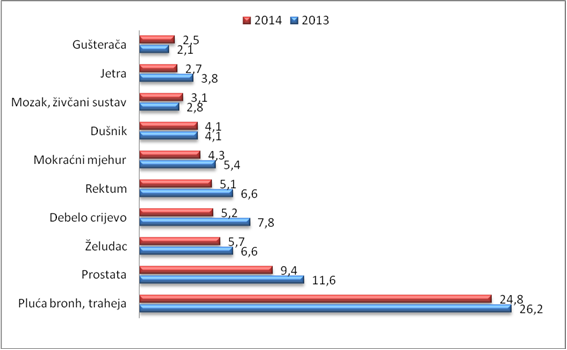 2014 2013
Gušterača 2,5 2,1
Jetra 2,7 3,8
Mozak, živčani sustav 3,1 2,8
Dušnik 4,1 4,1
Mokraćni mjehur 4,3 5,4
Rektum 5,1 6,6
Debelo crijevo 5,2 7,8
Želudac 5,7 6,6
Prostata 9,4 11,6
Pluća bronh, traheja 24,8 26,2